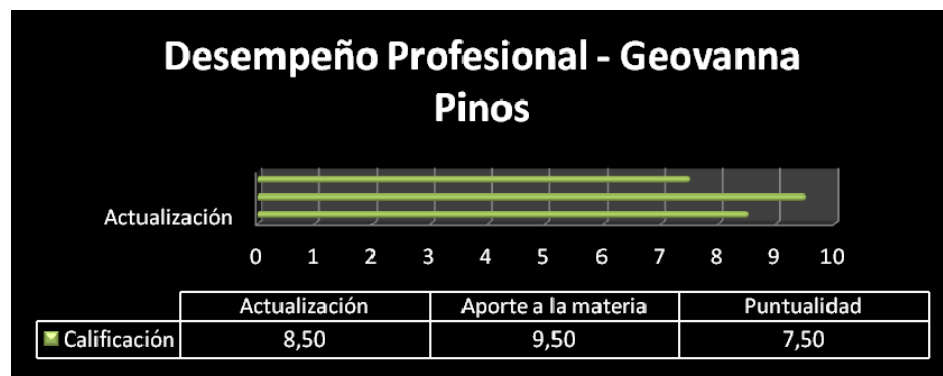 Desempeño Profesional - Geovanna
Pinos
Actualización
0 1 2 3 4 5 6 7 8 9 10
Actualización Aporte a la materia Puntualidad
Calificación 8,50 9,50 7,50